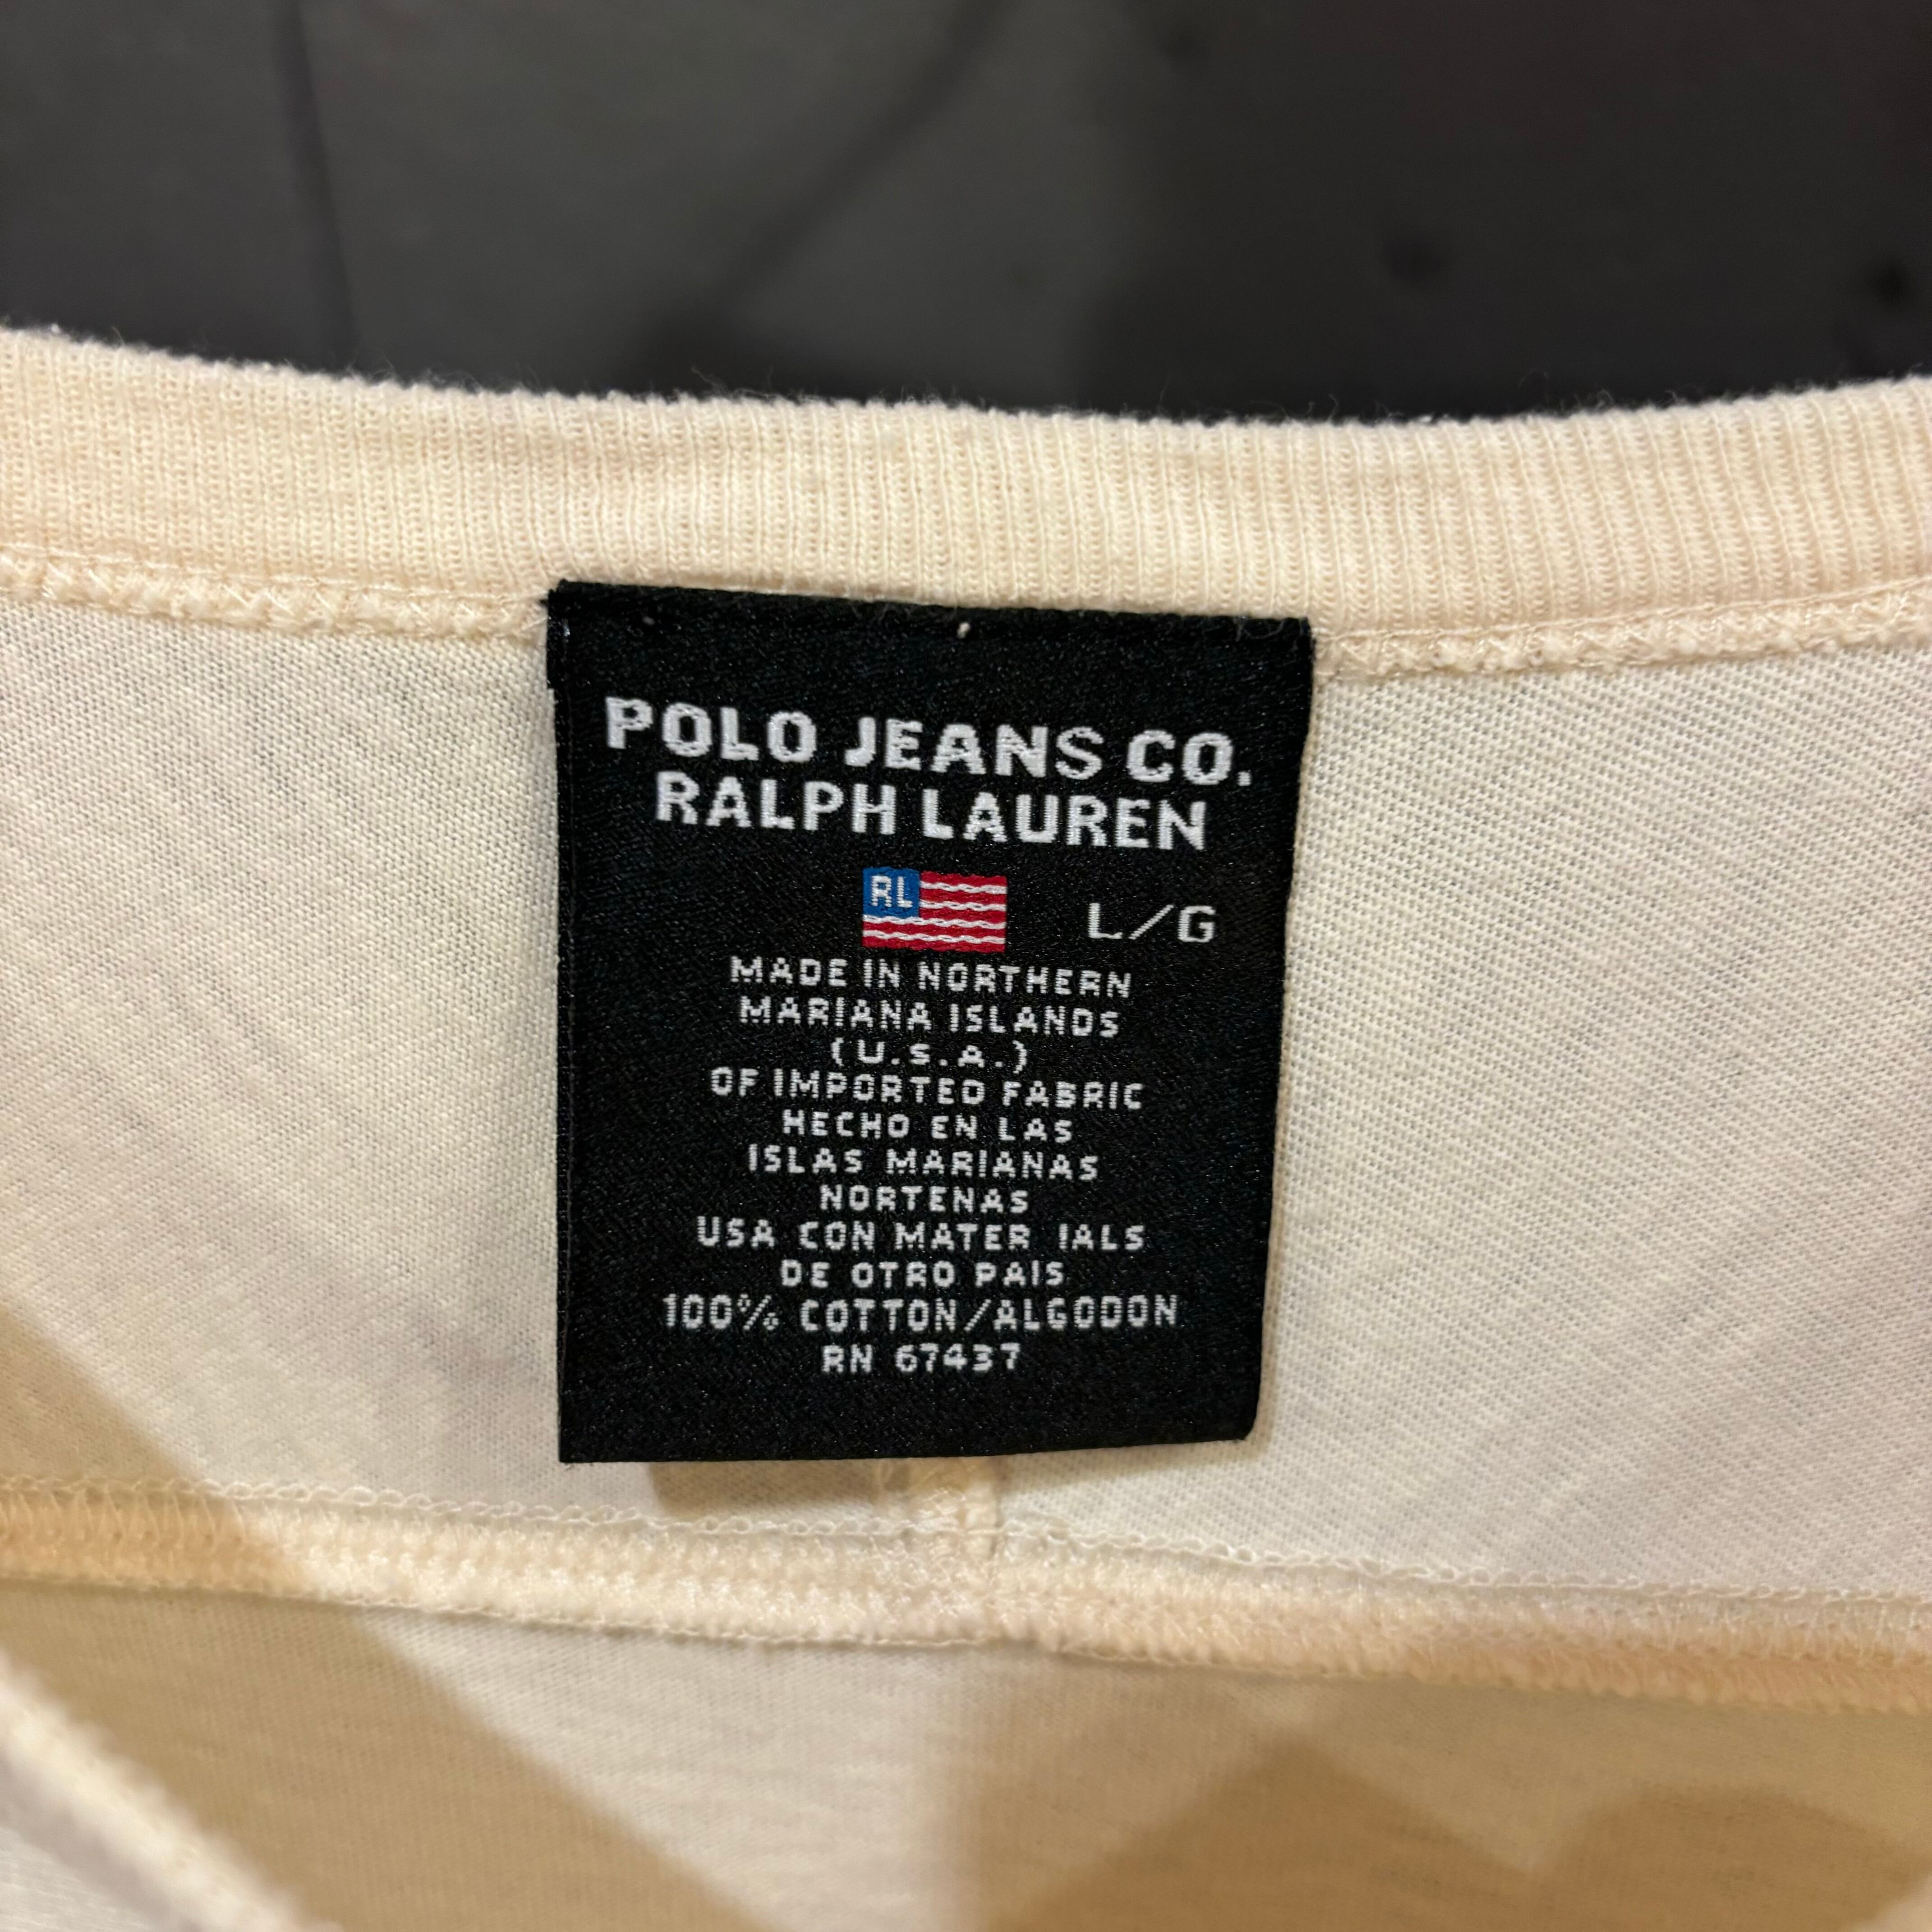 POLO JEANS CO.
RALPH LAUREN
RL
L/G
MADE IN NORTHERN
MARIANA ISLANDS
(U.S.A.)
OF IMPORTED FABRIC
HECHO EN LAS
ISLAS MARIANAS
NORTENAS
USA CON MATER IALS
DE OTRO PAIS
100% COTTON/ALGODON
RN 67437